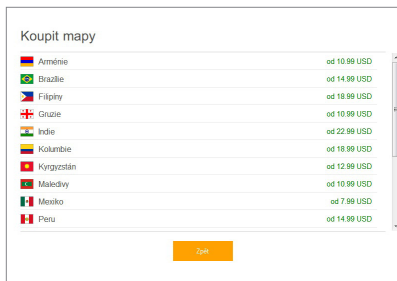 Koupit mapy
Arménie od 10.99 USD
Brazílie od 14.99 USD
Filipíny od 18.99 USD
Gruzie od 10.99 USD
Indie od 22.99 USD
Kolumbie od 18.99 USD
Kyrgyzstán od 12.99 USD
Maledivy od 10.99 USD
Mexiko od 7.99 USD
Peru od 14.99 USD
Zpět